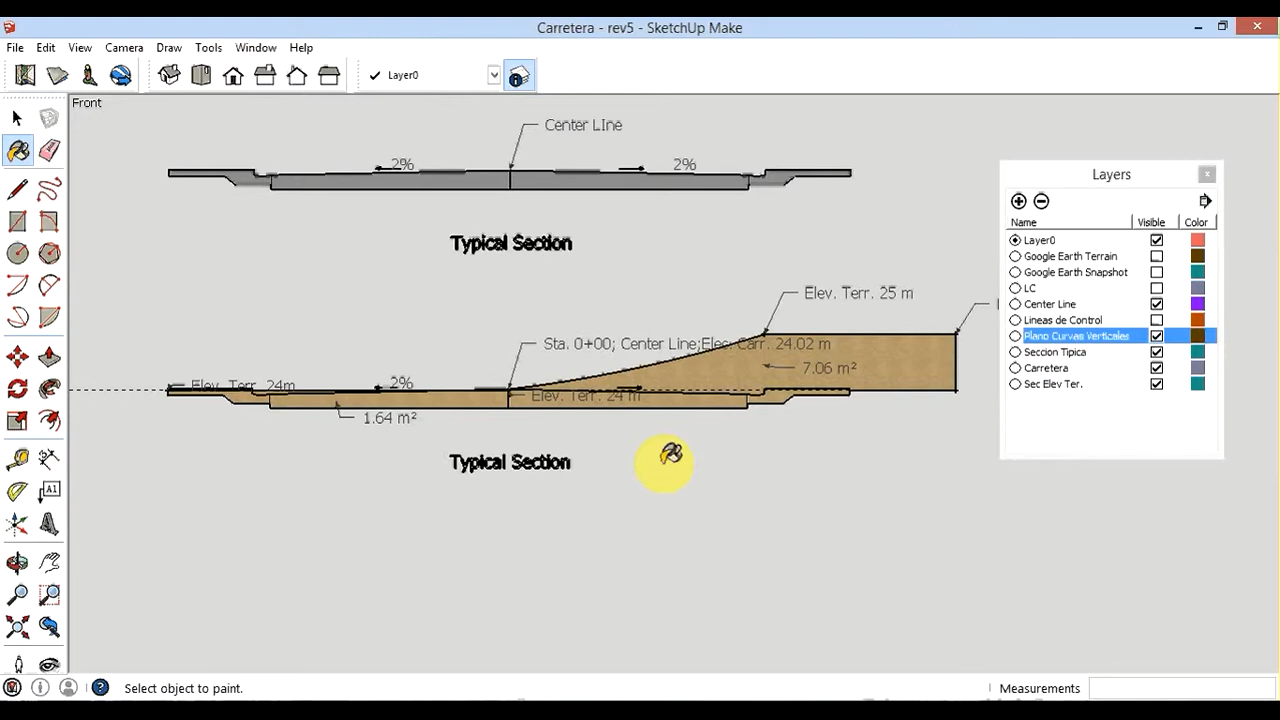 Carretera - rev5 - SketchUp Make
File Edit View Camera Draw Tools Window Help
Layer0
Front
Center LIne
2% 2%
Typical Section
Elev. Terr. 25 m
Sta. 0+00; Center Line;Elec. Carr. 24.02 m
7.06 m²
Elev. Terr. 24m
2%
Elev. Terr. 24 m
1.64 m²
Typical Section
A1
Layers
Name Visible Color
Layer0
Google Earth Terrain
Google Earth Snapshot
LC
Center Line
Lineas de Control
Plano Curvas Verticales
Seccion Tipica
Carretera
Sec Elev Ter.
Select object to paint.
Measurements